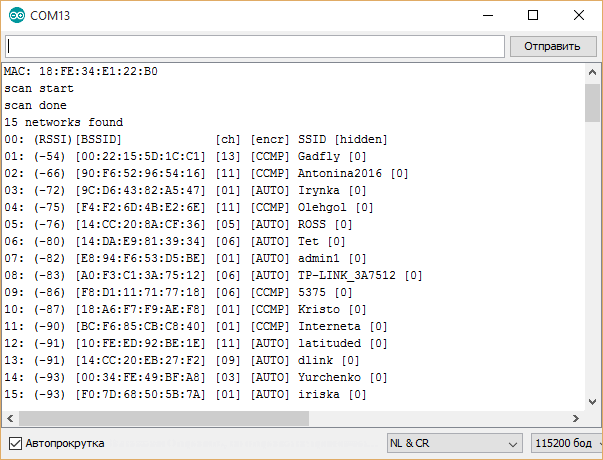 COM13
Отправить
MAC: 18:FE:34:E1:22:B0
scan start
scan done
15 networks found
00: (RSSI)[BSSID] [ch] [encr] SSID [hidden]
01: (-54) [00:22:15:5D:1C:C1] [13] [CCMP] Gadfly [0]
02: (-66) [90:F6:52:96:54:16] [11] [CCMP] Antonina2016 [0]
03: (-72) [9C:D6:43:82:A5:47] [01] [AUTO] Irynka [0]
04: (-75) [F4:F2:6D:4B:E2:6E] [11] [CCMP] Olehgol [0]
05: (-76) [14:CC:20:8A:CF:36] [05] [AUTO] ROSS [0]
06: (-80) [14:DA:E9:81:39:34] [06] [AUTO] Tet [0]
07: (-82) [E8:94:F6:53:D5:BE] [01] [AUTO] admin1 [0]
08: (-83) [A0:F3:C1:3A:75:12] [06] [AUTO] TP-LINK_3A7512 [0]
09: (-86) [F8:D1:11:71:77:18] [06] [CCMP] 5375 [0]
10: (-87) [18:A6:F7:F9:AE:F8] [01] [CCMP] Kristo [0]
11: (-90) [BC:F6:85:CB:C8:40] [01] [CCMP] Interneta [0]
12: (-91) [10:FE:ED:92:BE:1E] [11] [AUTO] latituded [0]
13: (-91) [14:CC:20:EB:27:F2] [09] [AUTO] dlink [0]
14: (-93) [00:34:FE:49:BF:A8] [03] [AUTO] Yurchenko [0]
15: (-93) [F0:7D:68:50:5B:7A] [01] [AUTO] iriska [0]
Автопрокрутка
NL & CR
115200 бод